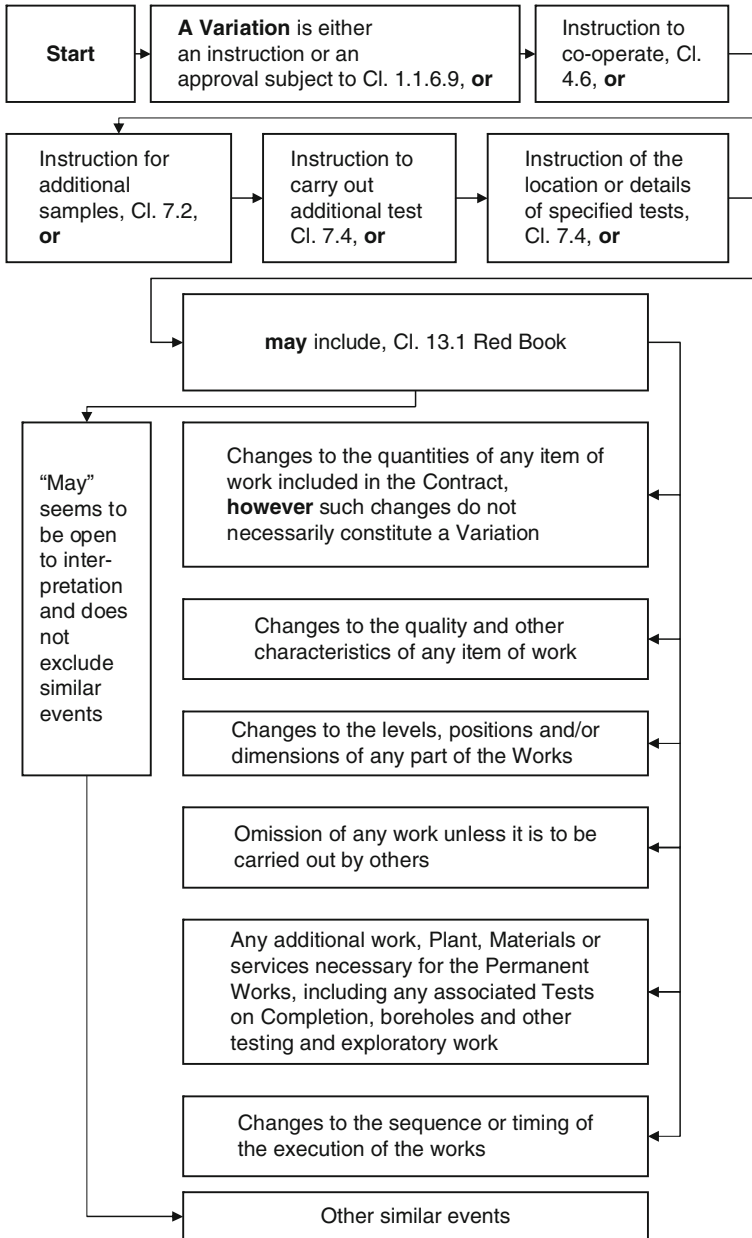 Start
A Variation is either
an instruction or an
approval subject to Cl. 1.1.6.9, or
Instruction to
co-operate, Cl.
4.6, or
Instruction for
additional
samples, Cl. 7.2,
or
Instruction to
carry out
additional test
Cl. 7.4, or
Instruction of the
location or details
of specified tests,
Cl. 7.4, or
may include, Cl. 13.1 Red Book
“May”
seems to
be open
to inter-
pretation
and does
not
exclude
similar
events
Changes to the quantities of any item of
work included in the Contract,
however such changes do not
necessarily constitute a Variation
Changes to the quality and other
characteristics of any item of work
Changes to the levels, positions and/or
dimensions of any part of the Works
Omission of any work unless it is to be
carried out by others
Any additional work, Plant, Materials or
services necessary for the Permanent
Works, including any associated Tests
on Completion, boreholes and other
testing and exploratory work
Changes to the sequence or timing of
the execution of the works
Other similar events